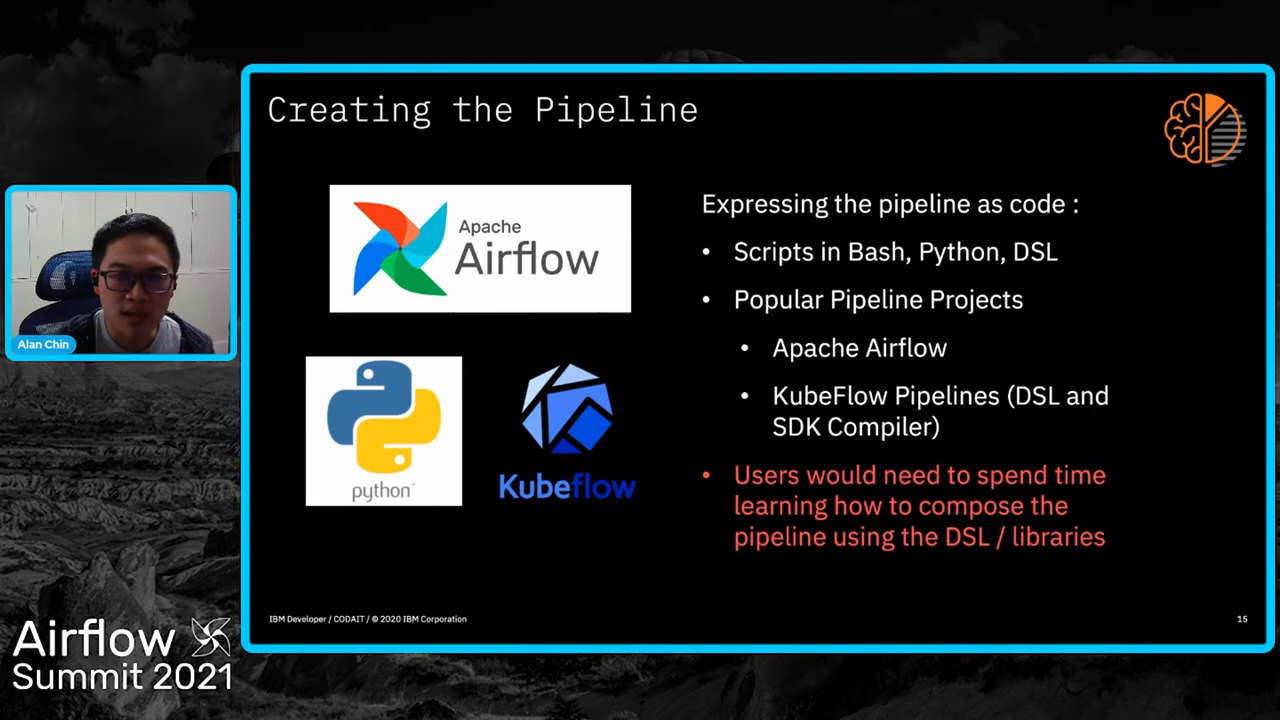 Creating the Pipeline
Apache
Airflow
python™
Kubeflow
Expressing the pipeline as code :
• Scripts in Bash, Python, DSL
• Popular Pipeline Projects
• Apache Airflow
• KubeFlow Pipelines (DSL and
SDK Compiler)
• Users would need to spend time
learning how to compose the
pipeline using the DSL / libraries
IBM Developer / CODAIT / © 2020 IBM Corporation
15
Alan Chin
Airflow
Summit 2021